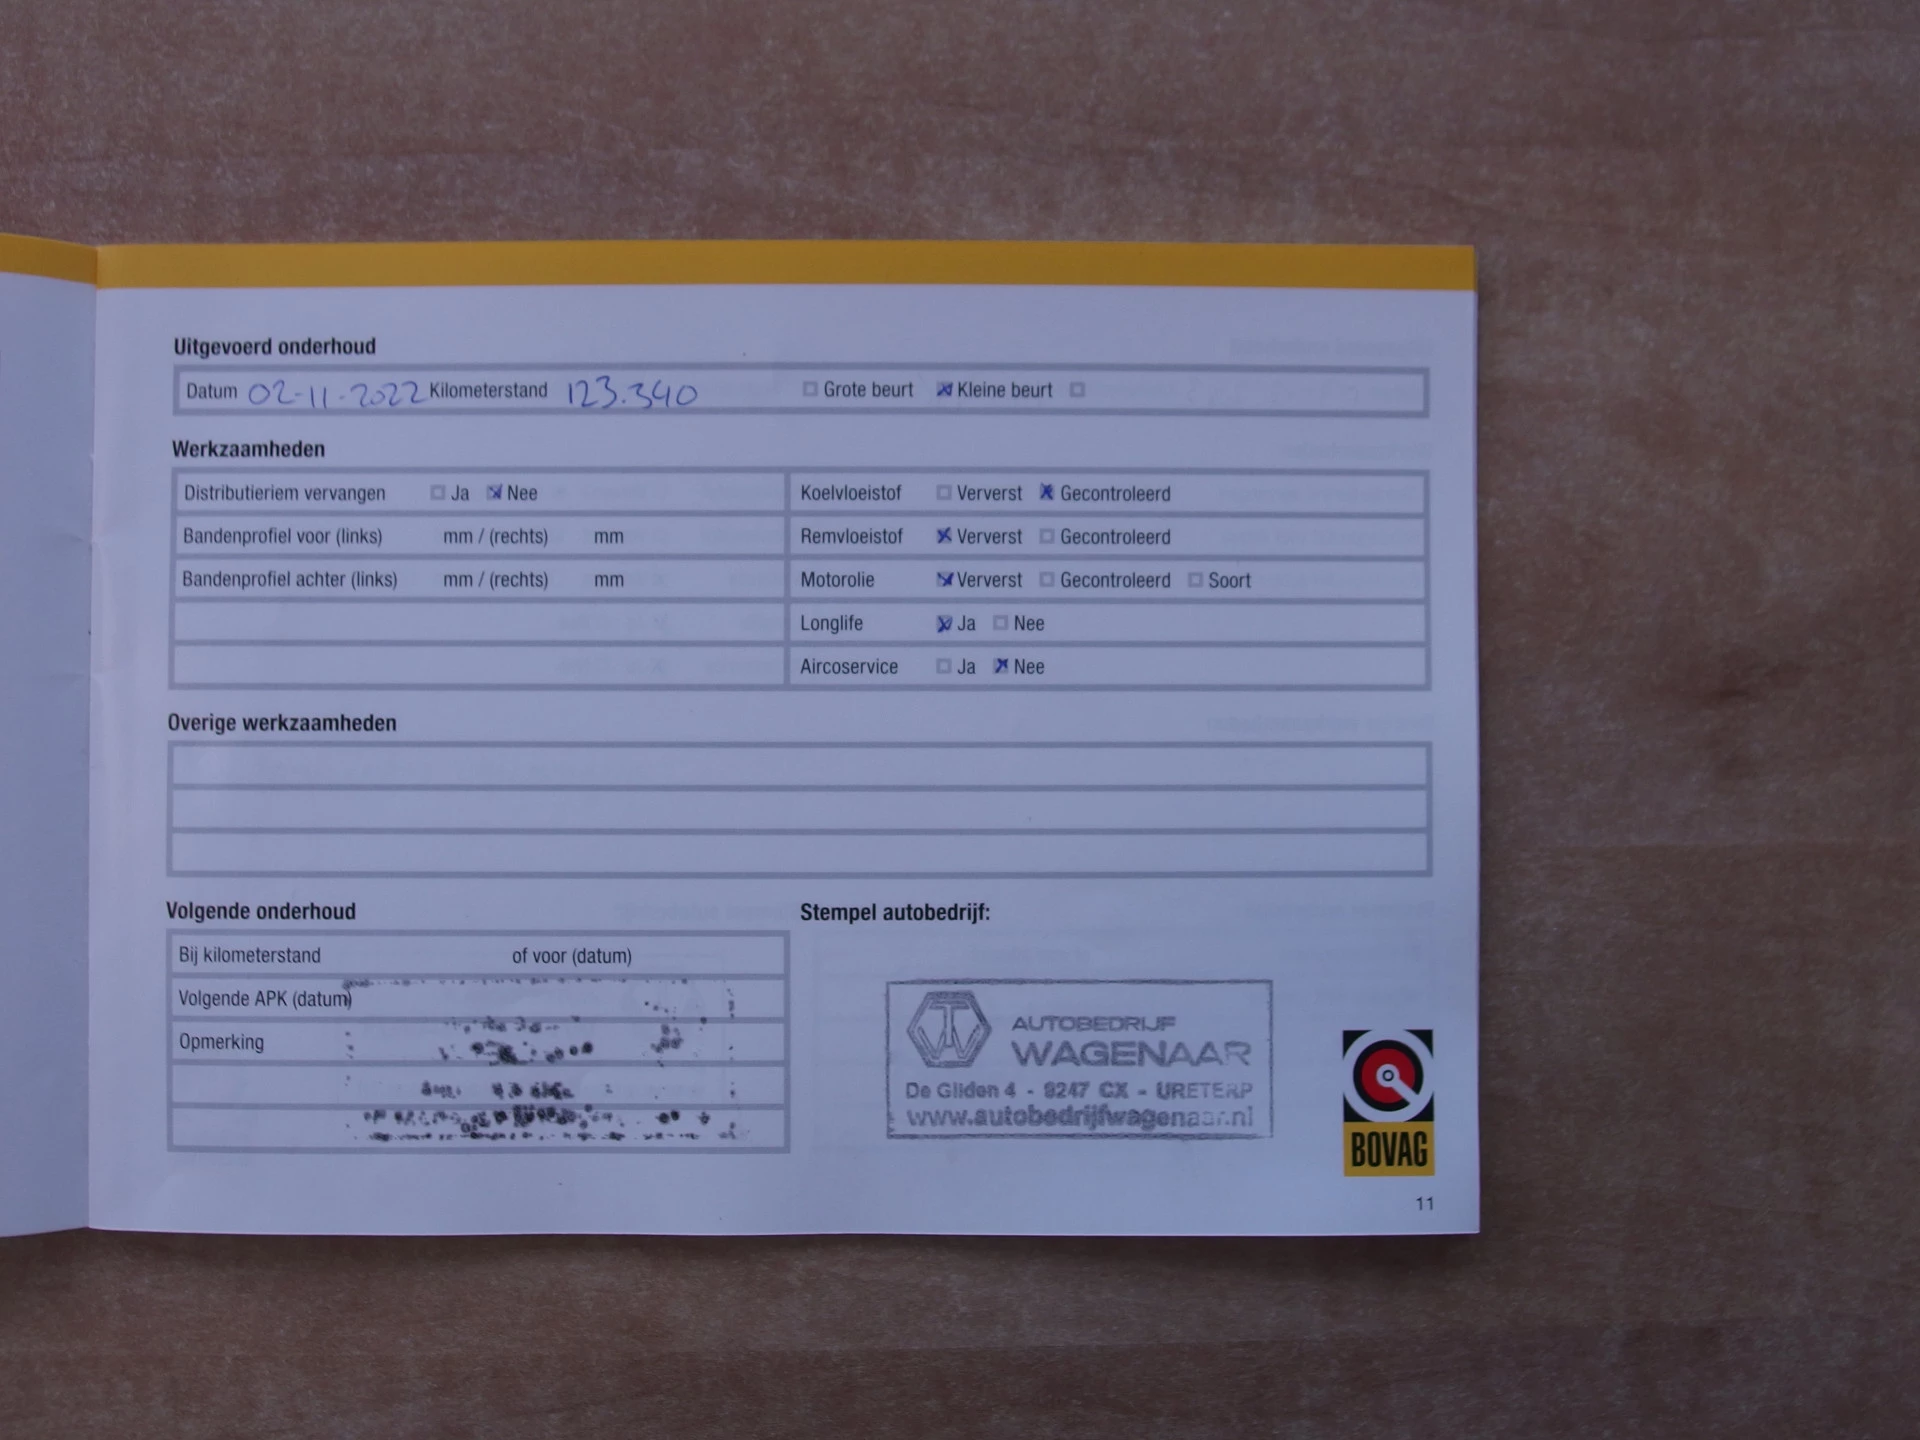 Uitgevoerd onderhoud
Datum 02-11-2022 Kilometerstand 123.340 Grote beurt Kleine beurt
Werkzaamheden
Distributieriem vervangen Ja Nee
Bandenprofiel voor (links) mm / (rechts) mm
Bandenprofiel achter (links) mm / (rechts) mm
Koelvloeistof Ververst Gecontroleerd
Remvloeistof Ververst Gecontroleerd
Motorolie Ververst Gecontroleerd Soort
Longlife Ja Nee
Aircoservice Ja Nee
Overige werkzaamheden
Volgende onderhoud
Bij kilometerstand of voor (datum)
Volgende APK (datum)
Opmerking
Stempel autobedrijf:
AUTOBEDRIJF
WAGENAAR
De Gliden 4 - 9247 CX - URETERP
www.autobedrijfwagenaar.nl
BOVAG
11